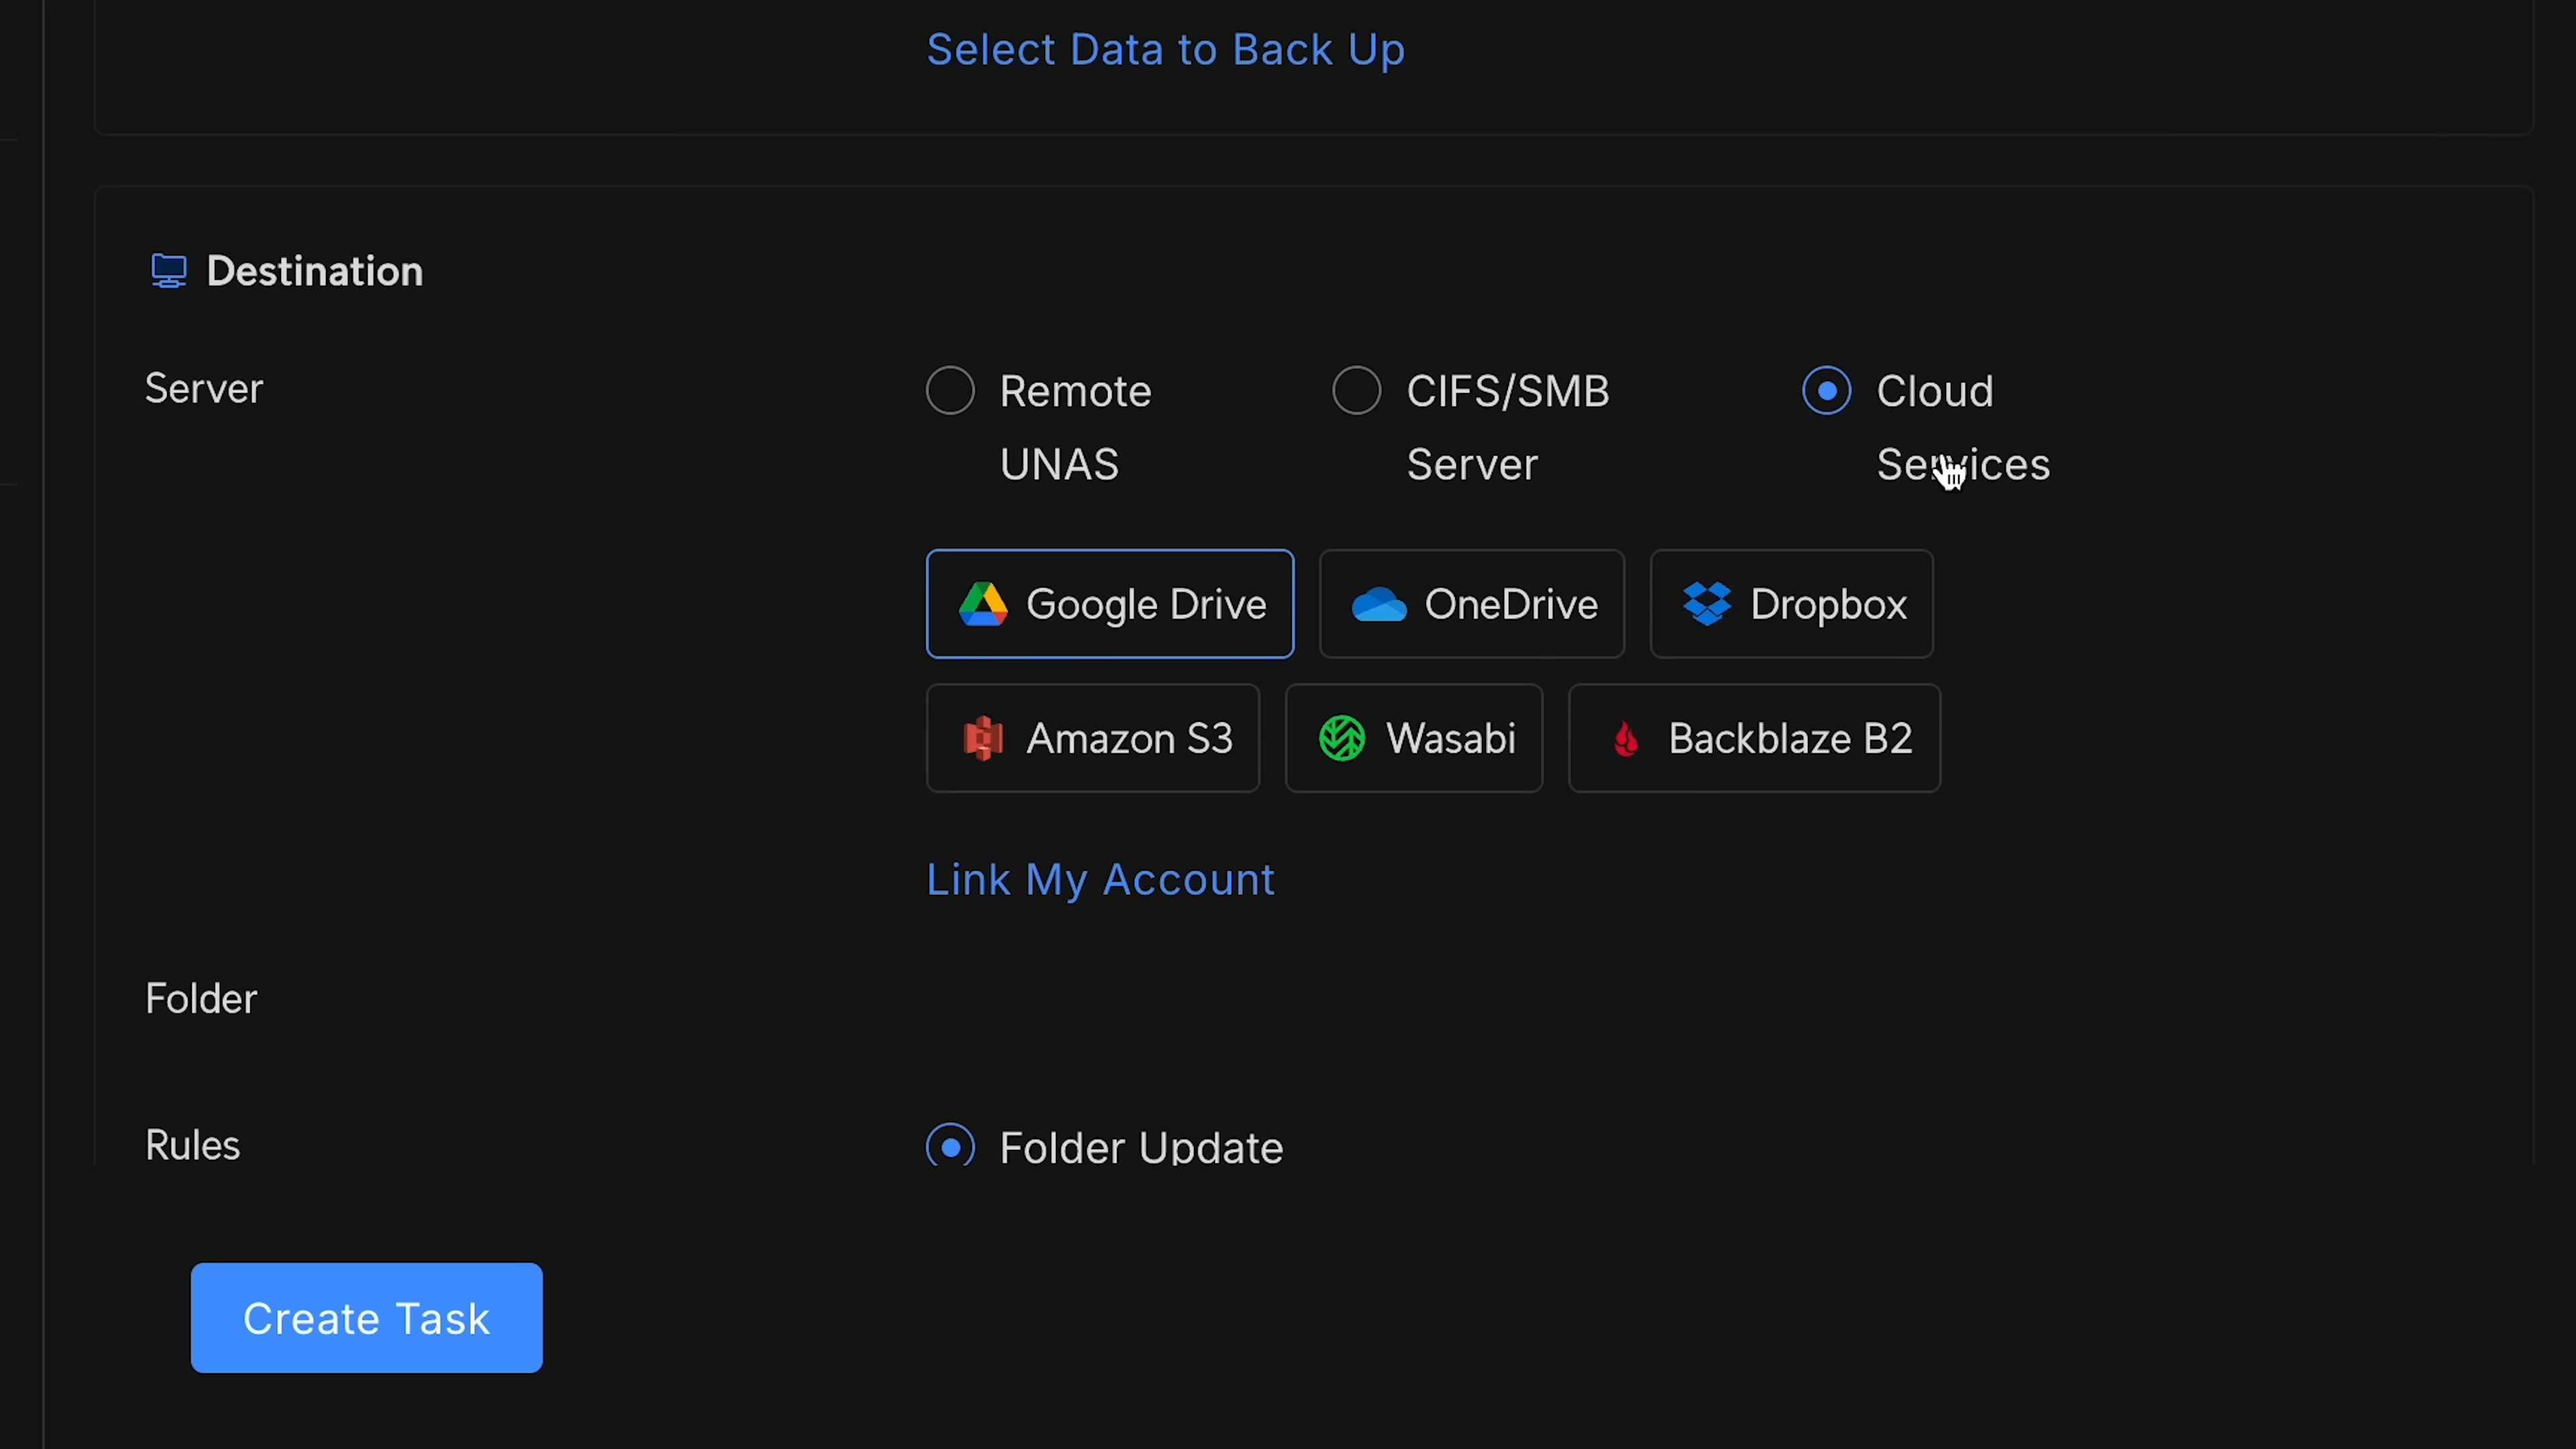 Select Data to Back Up
Destination
Server
Remote UNAS
CIFS/SMB Server
Cloud Services
Google Drive
OneDrive
Dropbox
Amazon S3
Wasabi
Backblaze B2
Link My Account
Folder
Rules
Folder Update
Create Task